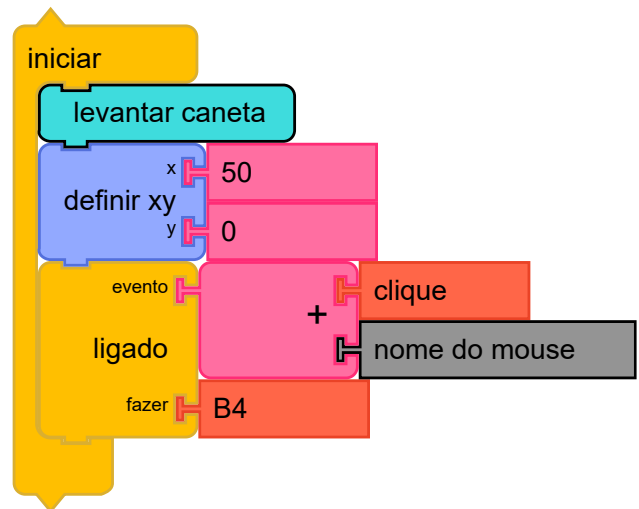 iniciar
levantar caneta
x 50
definir xy
y 0
evento
+
clique
ligado
nome do mouse
fazer B4